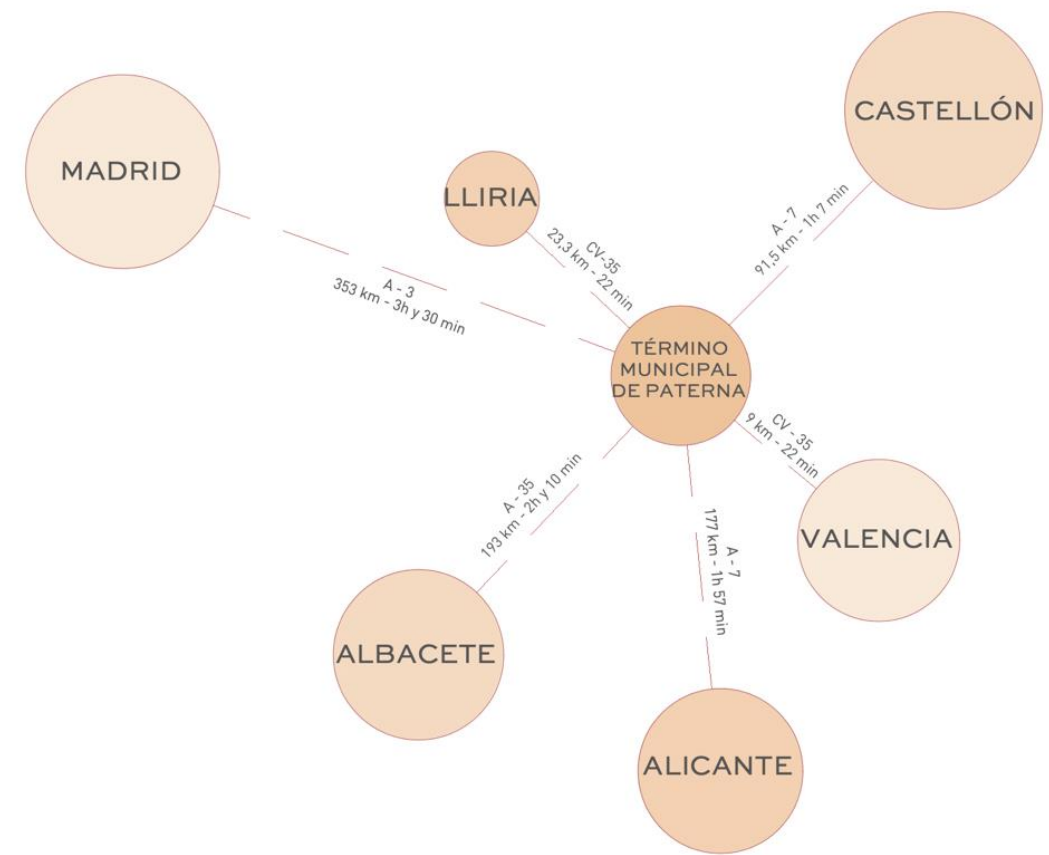 CASTELLÓN
MADRID
LLIRIA
A - 7
91,5 km - 1h 7 min
CV-35
23,3 km - 22 min
A - 3
353 km - 3h y 30 min
TÉRMINO
MUNICIPAL
DE PATERNA
CV - 35
9 km - 22 min
A - 35
193 km - 2h y 10 min
VALENCIA
A - 7
177 km - 1h 57 min
ALBACETE
ALICANTE